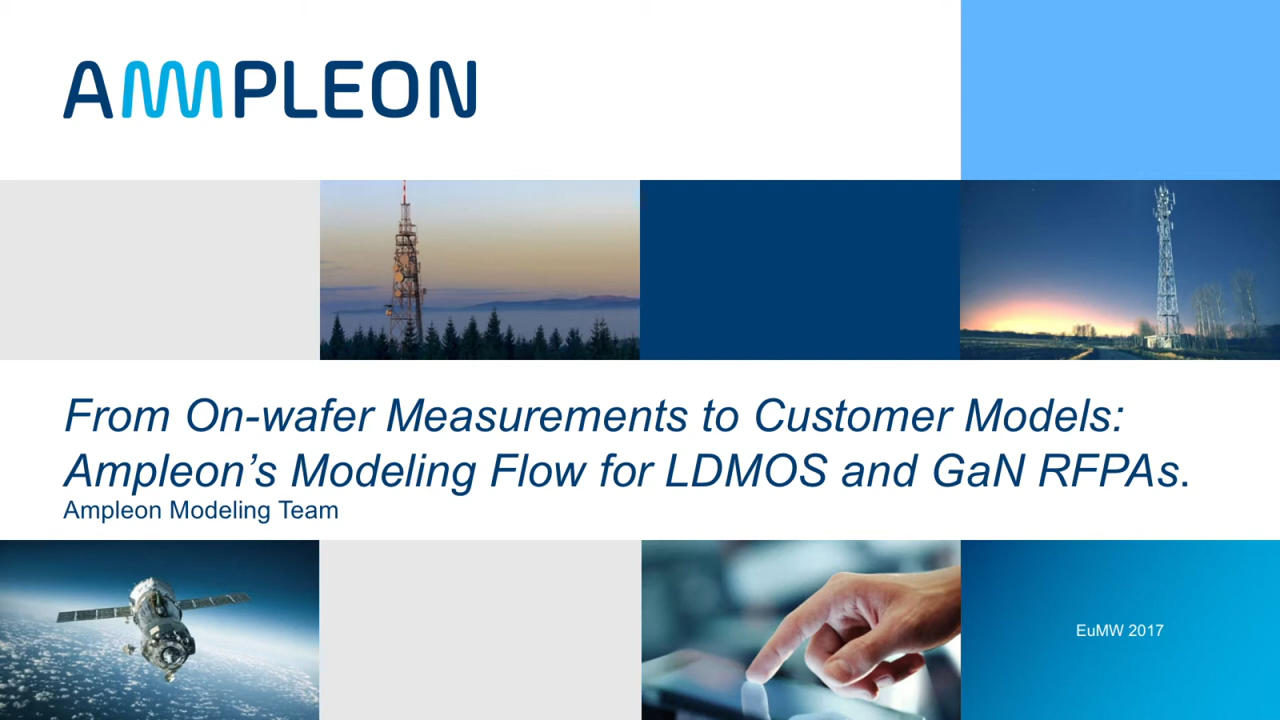 AMPLEON
From On-wafer Measurements to Customer Models:
Ampleon’s Modeling Flow for LDMOS and GaN RFPAs.
Ampleon Modeling Team
EuMW 2017